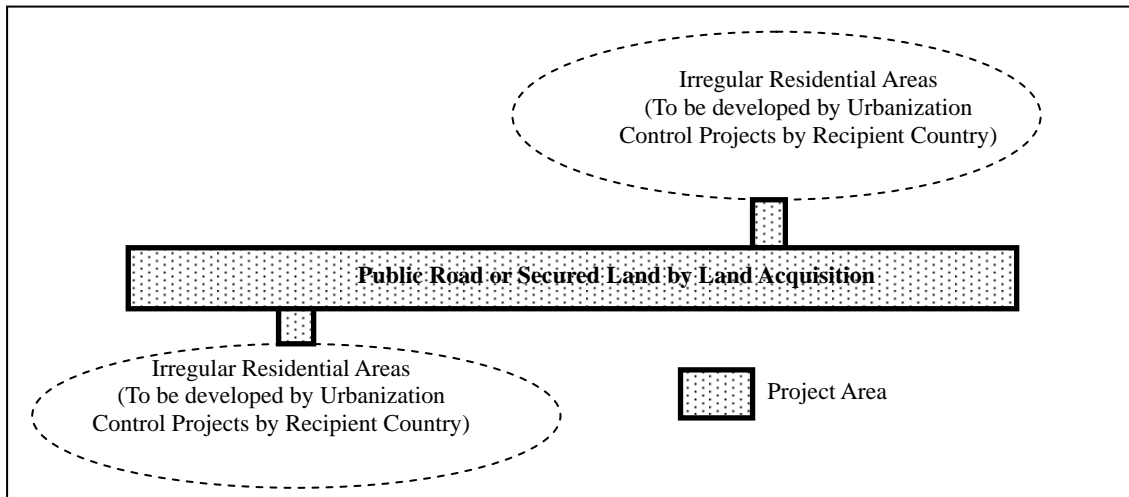 Irregular Residential Areas
(To be developed by Urbanization
Control Projects by Recipient Country)
Public Road or Secured Land by Land Acquisition
Irregular Residential Areas
(To be developed by Urbanization
Control Projects by Recipient Country)
Project Area